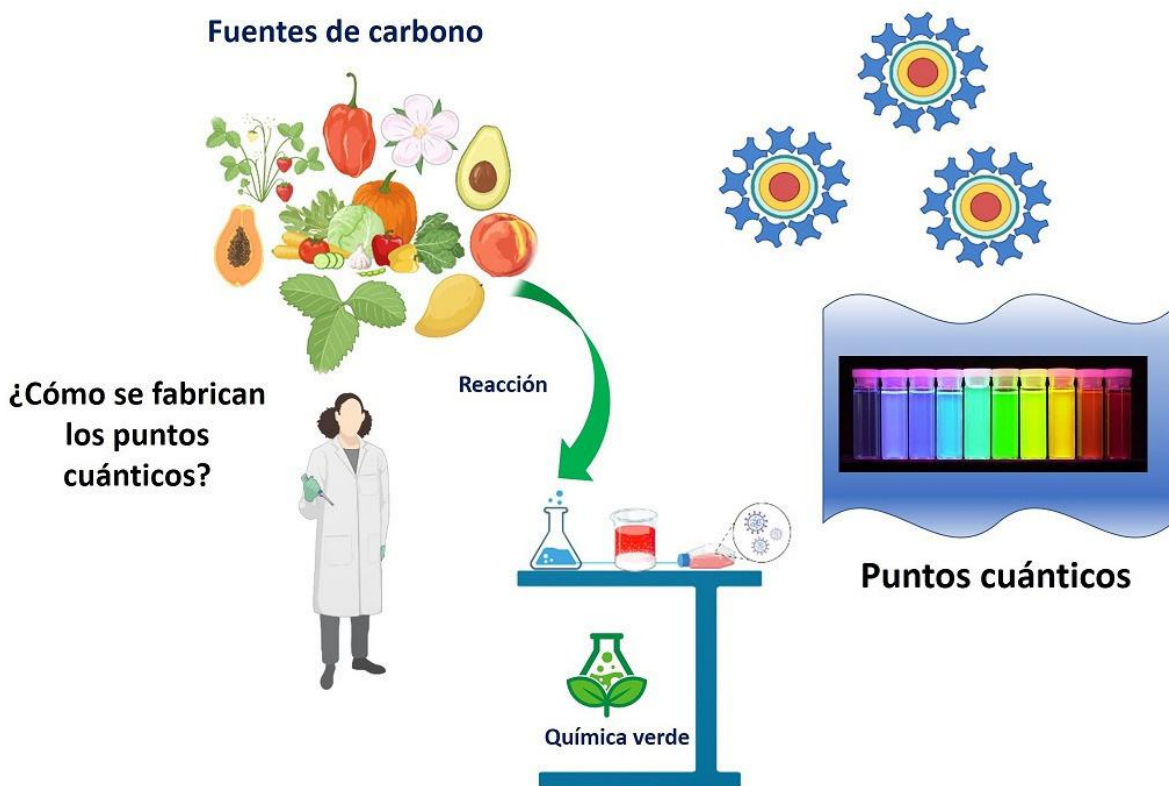 Fuentes de carbono
¿Cómo se fabrican
los puntos
cuánticos?
Reacción
Química verde
Puntos cuánticos